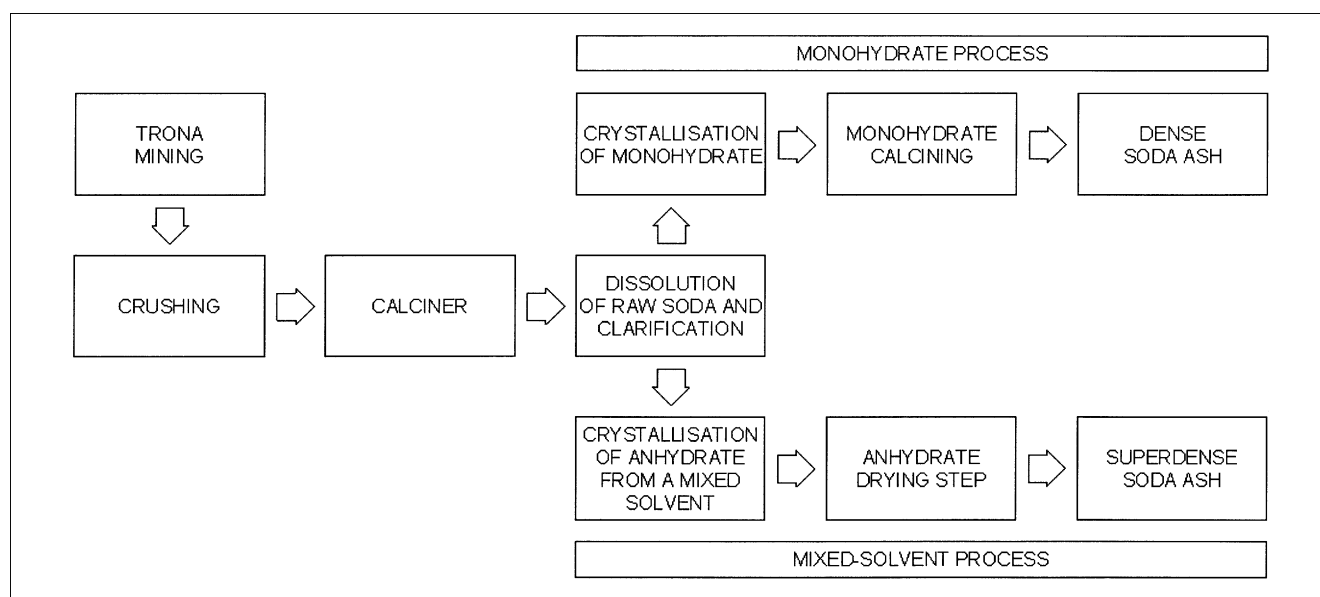 MONOHYDRATE PROCESS
TRONA
MINING
CRYSTALLISATION
OF MONOHYDRATE
MONOHYDRATE
CALCINING
DENSE
SODA ASH
CRUSHING
CALCINER
DISSOLUTION
OF RAW SODA AND
CLARIFICATION
CRYSTALLISATION
OF ANHYDRATE
FROM A MIXED
SOLVENT
ANHYDRATE
DRYING STEP
SUPERDENSE
SODA ASH
MIXED-SOLVENT PROCESS